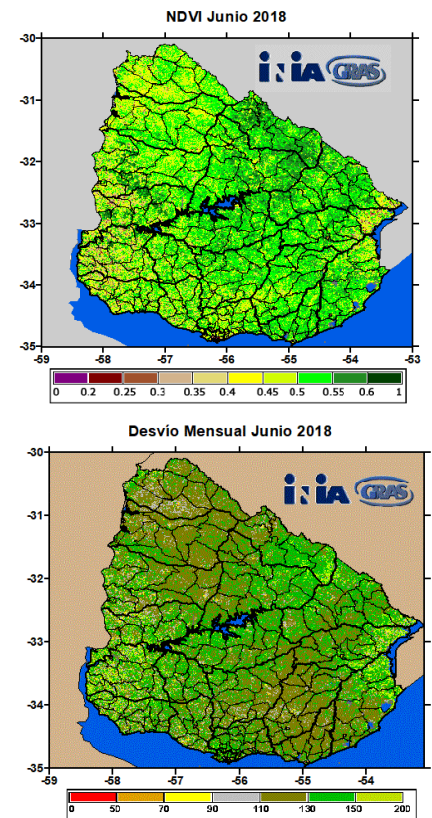 NDVI Junio 2018
iNiA GRAS
-30
-31
-32
-33
-34
-35
-59 -58 -57 -56 -55 -54 -53
0 0.2 0.25 0.3 0.35 0.4 0.45 0.5 0.55 0.6 1
Desvío Mensual Junio 2018
iNiA GRAS
-30
-31
-32
-33
-34
-35
-59 -58 -57 -56 -55 -54
0 50 70 90 110 130 150 200